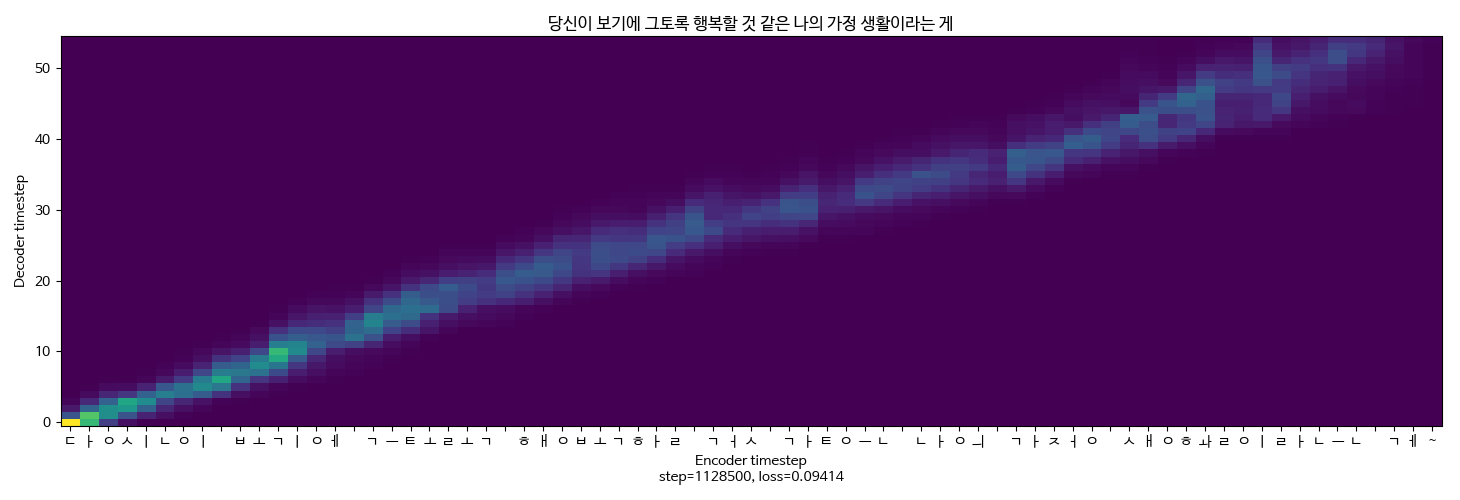 당신이 보기에 그토록 행복할 것 같은 나의 가정 생활이라는 게
50
40
30
20
10
0
Decoder timestep
ㄷ ㅏ ㅇ ㅅ ㅣ ㄴ ㅇ ㅣ ㅂ ㅗ ㄱ ㅣ ㅇ ㅔ ㄱ ㅡ ㅌ ㅗ ㄹ ㅗ ㄱ ㅎ ㅐ ㅇ ㅂ ㅗ ㄱ ㅎ ㅏ ㄹ ㄱ ㅓ ㅅ ㄱ ㅏ ㅌ ㅇ ㅡ ㄴ ㄴ ㅏ ㅇ ㅢ ㄱ ㅏ ㅈ ㅓ ㅇ ㅅ ㅐ ㅇ ㅎ ㅘ ㄹ ㅇ ㅣ ㄹ ㅏ ㄴ ㅡ ㄴ ㄱ ㅔ ~
Encoder timestep
step=1128500, loss=0.09414